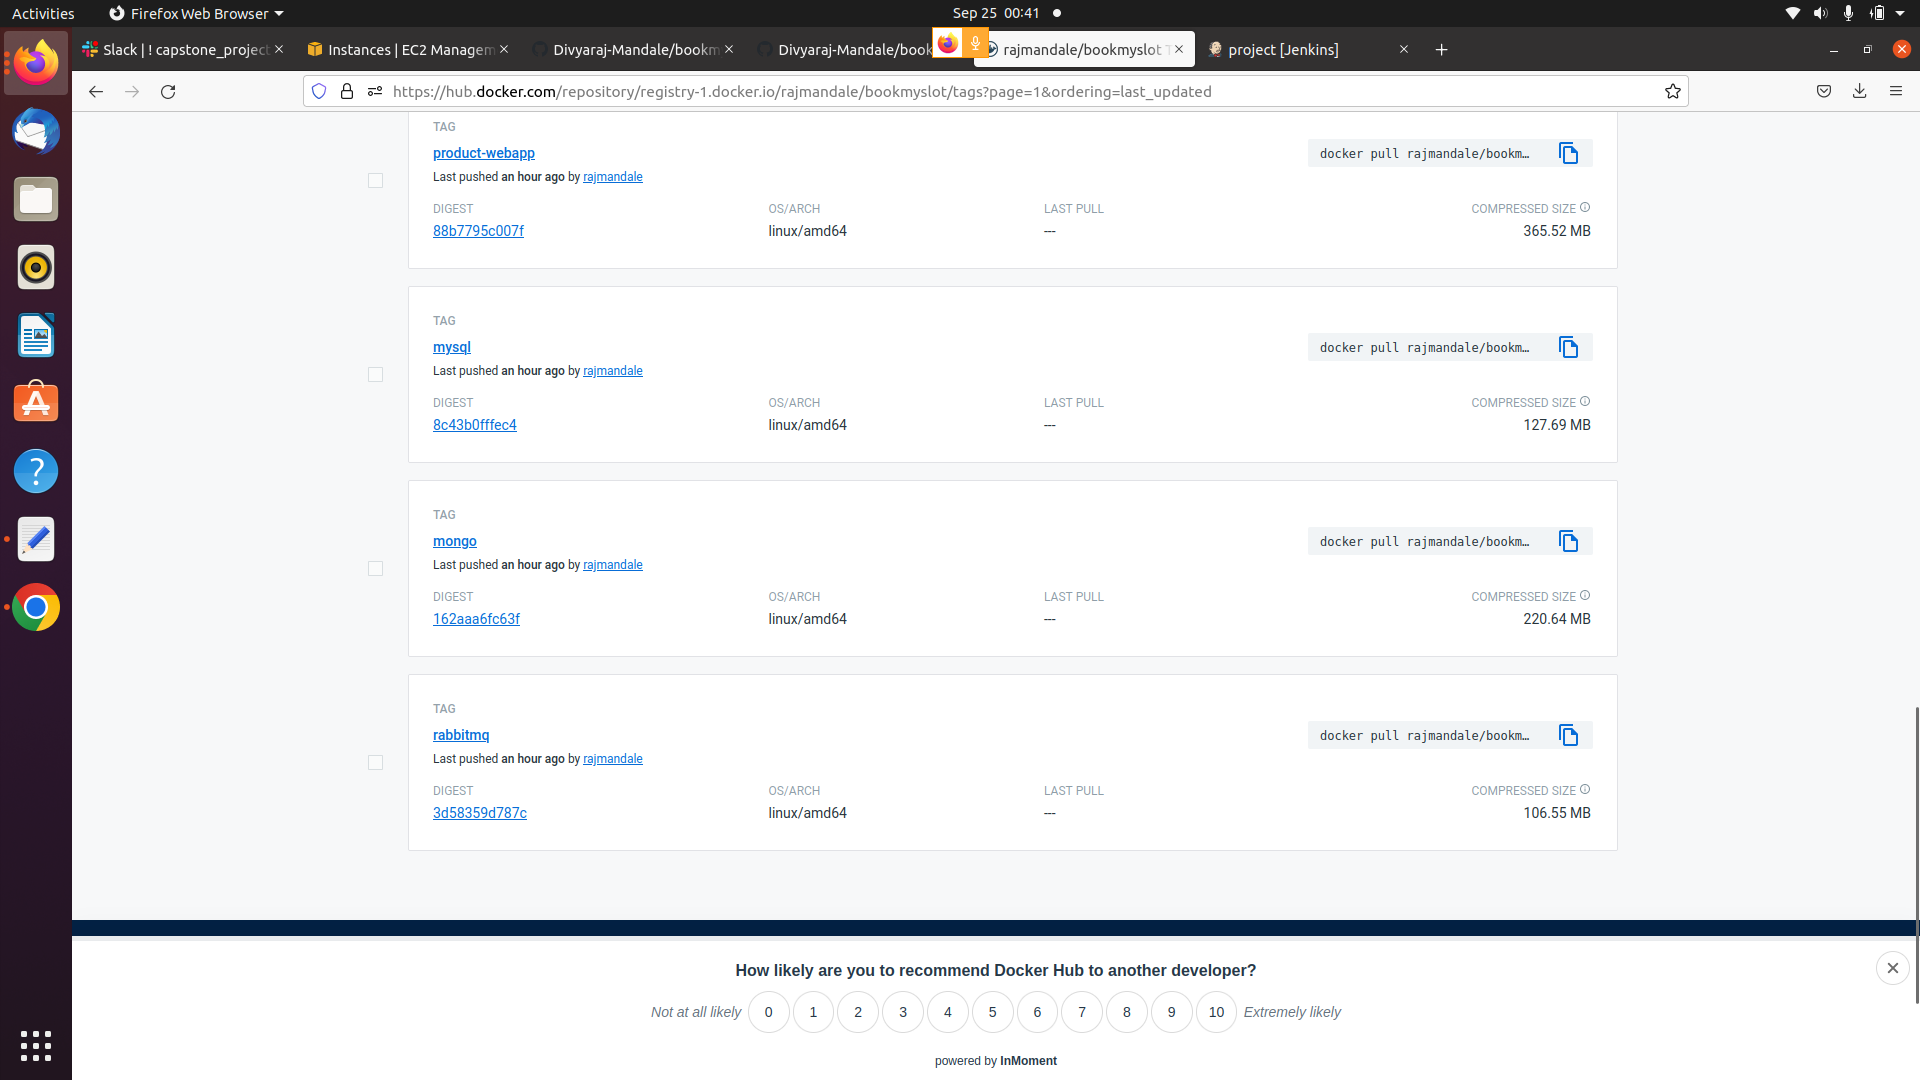 Activities
Firefox Web Browser
Sep 25 00:41
Slack | ! capstone_project
Instances | EC2 Managem
Divyaraj-Mandale/bookm
Divyaraj-Mandale/book
rajmandale/bookmyslot T
project [Jenkins]
https://hub.docker.com/repository/registry-1.docker.io/rajmandale/bookmyslot/tags?page=1&ordering=last_updated
TAG
product-webapp
docker pull rajmandale/bookm…
Last pushed an hour ago by rajmandale
DIGEST OS/ARCH LAST PULL COMPRESSED SIZE
88b7795c007f linux/amd64 --- 365.52 MB
TAG
mysql
docker pull rajmandale/bookm…
Last pushed an hour ago by rajmandale
DIGEST OS/ARCH LAST PULL COMPRESSED SIZE
8c43b0fffec4 linux/amd64 --- 127.69 MB
TAG
mongo
docker pull rajmandale/bookm…
Last pushed an hour ago by rajmandale
DIGEST OS/ARCH LAST PULL COMPRESSED SIZE
162aaa6fc63f linux/amd64 --- 220.64 MB
TAG
rabbitmq
docker pull rajmandale/bookm…
Last pushed an hour ago by rajmandale
DIGEST OS/ARCH LAST PULL COMPRESSED SIZE
3d58359d787c linux/amd64 --- 106.55 MB
How likely are you to recommend Docker Hub to another developer?
Not at all likely 0 1 2 3 4 5 6 7 8 9 10 Extremely likely
powered by InMoment